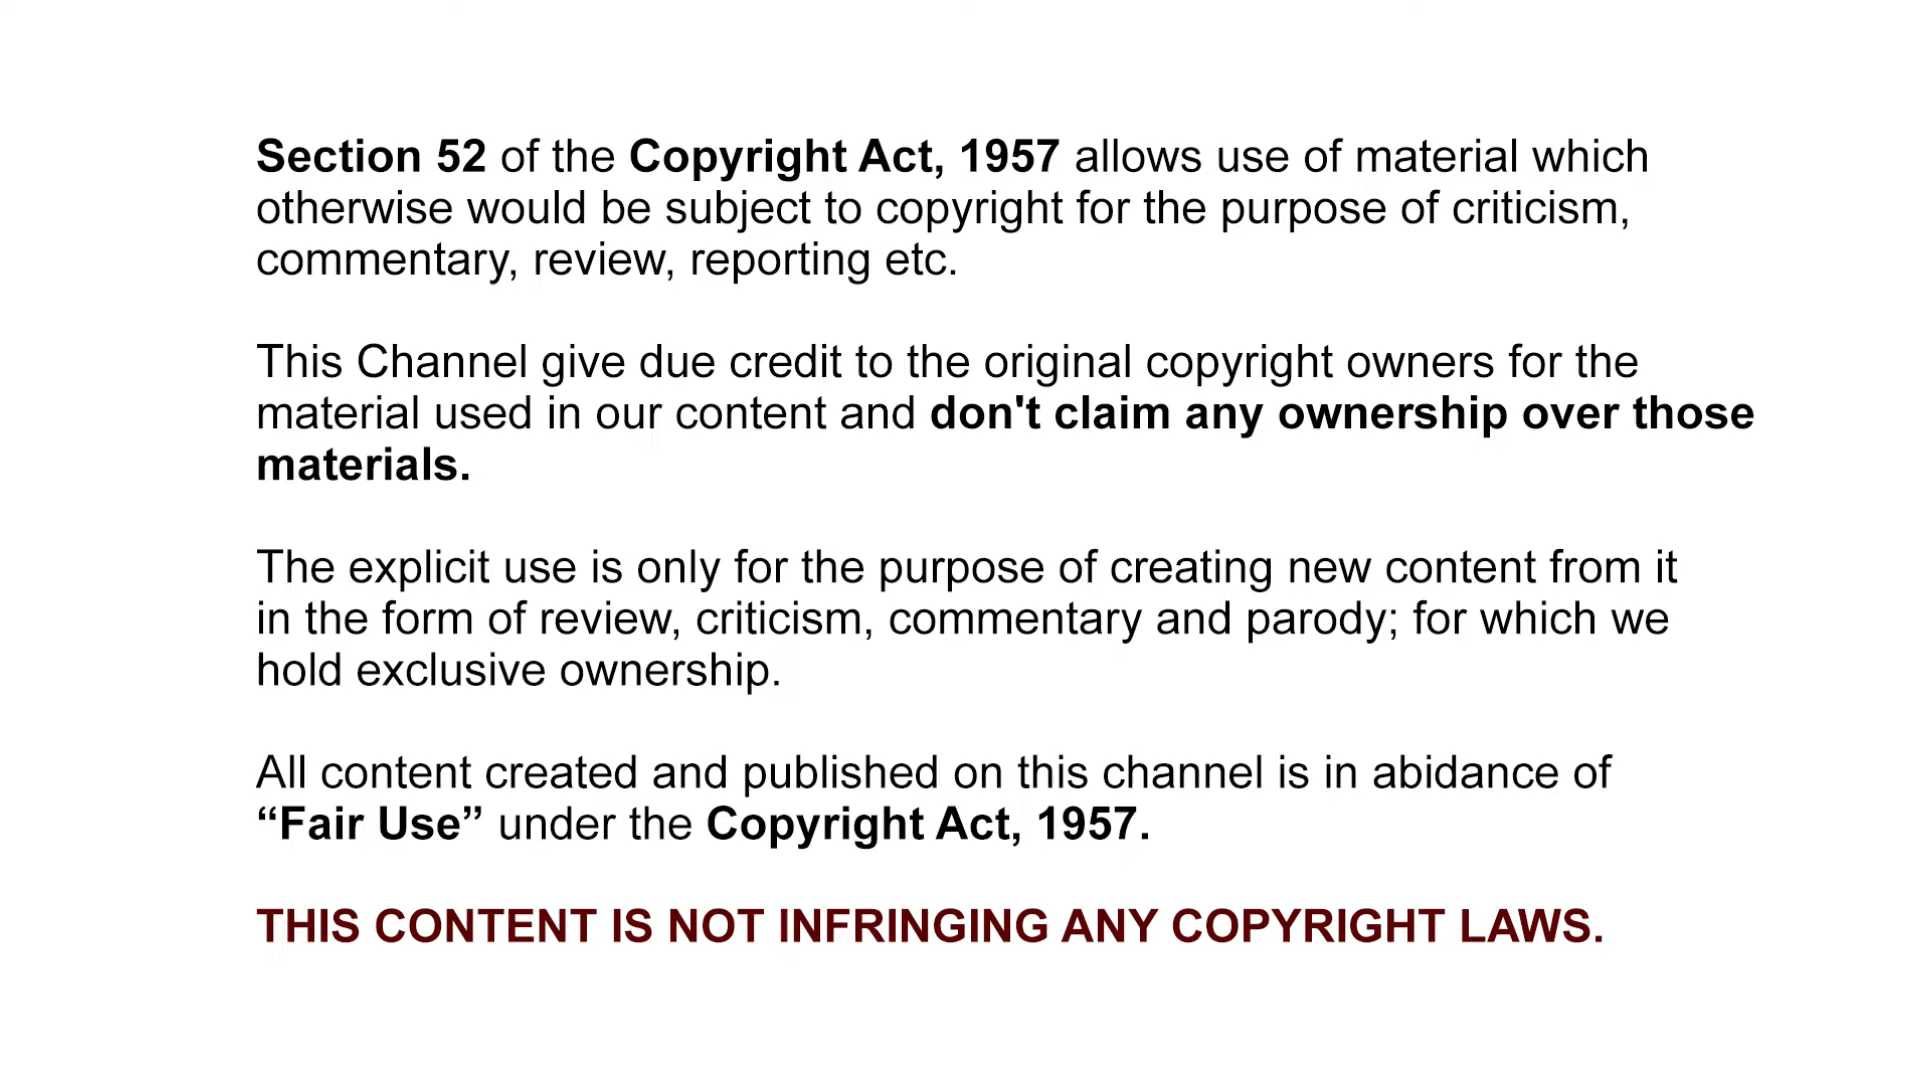 Section 52 of the Copyright Act, 1957 allows use of material which
otherwise would be subject to copyright for the purpose of criticism,
commentary, review, reporting etc.
This Channel give due credit to the original copyright owners for the
material used in our content and don't claim any ownership over those
materials.
The explicit use is only for the purpose of creating new content from it
in the form of review, criticism, commentary and parody; for which we
hold exclusive ownership.
All content created and published on this channel is in abidance of
“Fair Use” under the Copyright Act, 1957.
THIS CONTENT IS NOT INFRINGING ANY COPYRIGHT LAWS.